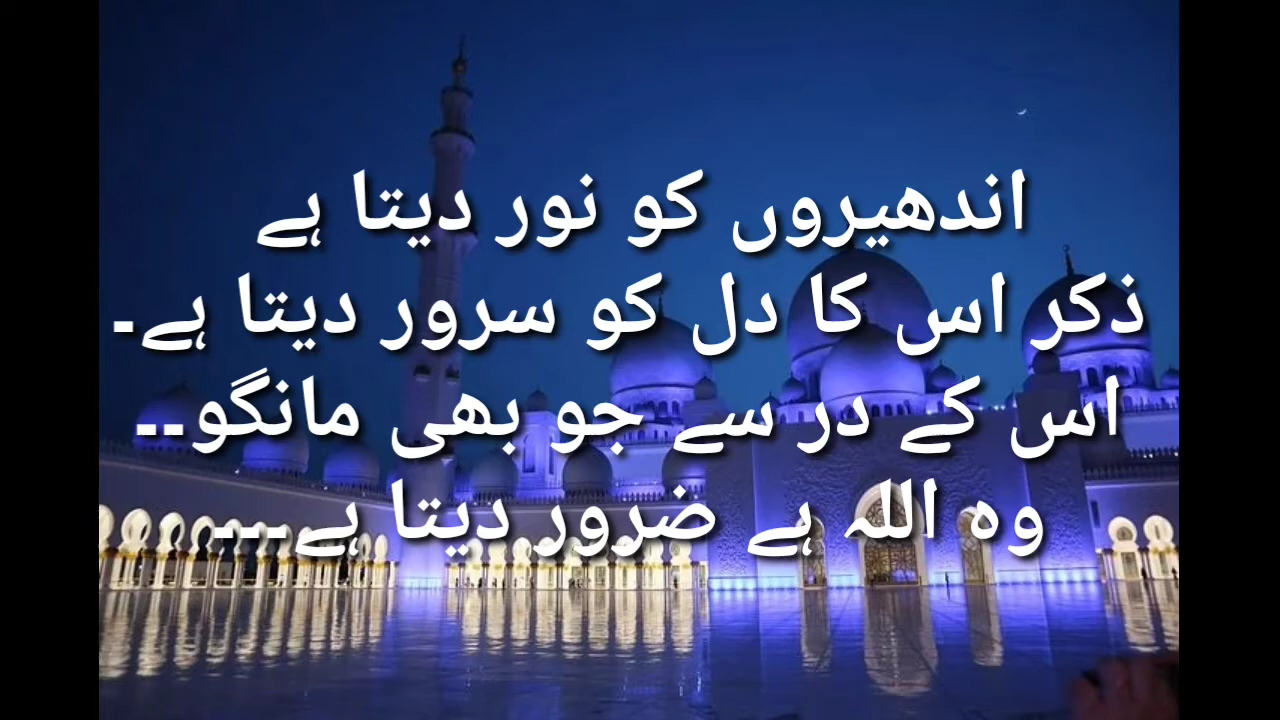 اندھیروں کو نور دیتا ہے
ذکر اس کا دل کو سرور دیتا ہے۔
اس کے در سے جو بھی مانگو۔۔
وہ اللہ ہے ضرور دیتا ہے۔۔۔